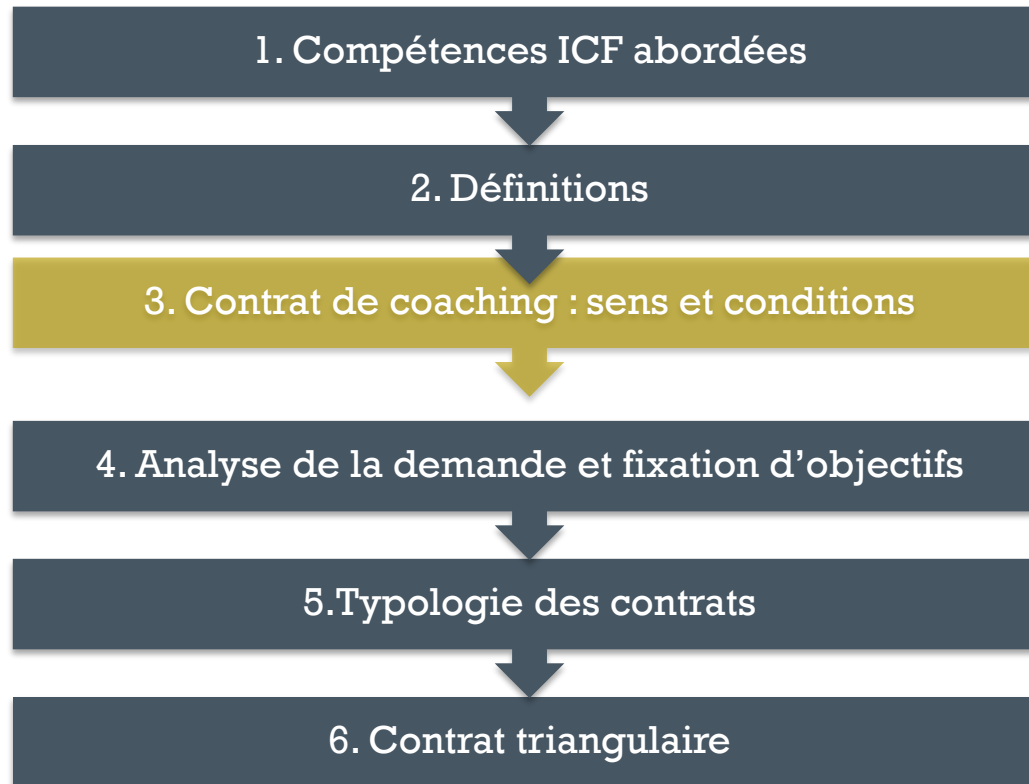 1. Compétences ICF abordées
2. Définitions
3. Contrat de coaching : sens et conditions
4. Analyse de la demande et fixation d’objectifs
5.Typologie des contrats
6. Contrat triangulaire